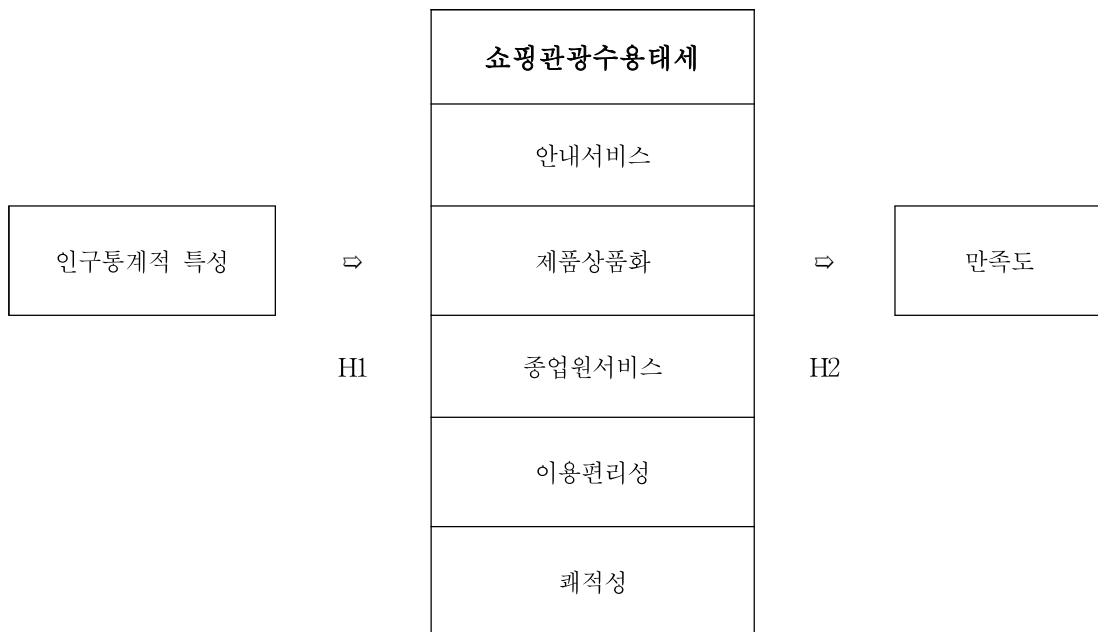 쇼핑관광수용태세
안내서비스
인구통계적 특성
⇨
제품상품화
⇨
만족도
H1
종업원서비스
H2
이용편리성
쾌적성